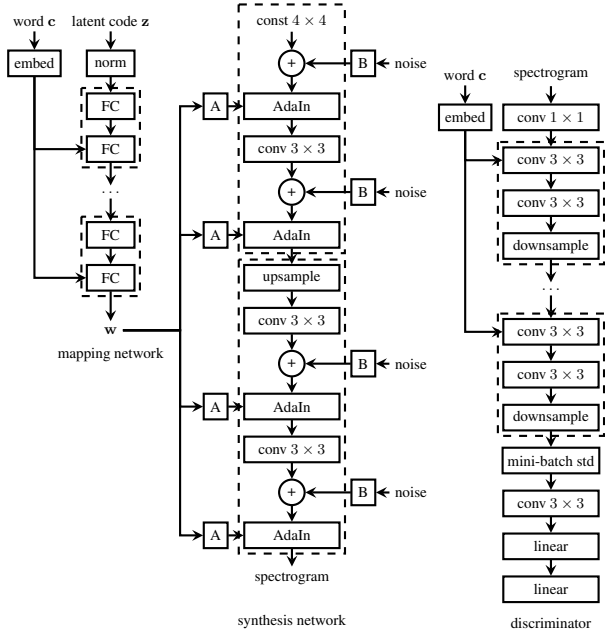 word c
latent code z
embed
norm
FC
FC
...
FC
FC
w
mapping network
const 4 × 4
+
B
noise
A
AdaIn
conv 3 × 3
+
B
noise
A
AdaIn
upsample
conv 3 × 3
+
B
noise
A
AdaIn
conv 3 × 3
+
B
noise
A
AdaIn
spectrogram
synthesis network
word c
spectrogram
embed
conv 1 × 1
conv 3 × 3
conv 3 × 3
downsample
...
conv 3 × 3
conv 3 × 3
downsample
mini-batch std
conv 3 × 3
linear
linear
discriminator